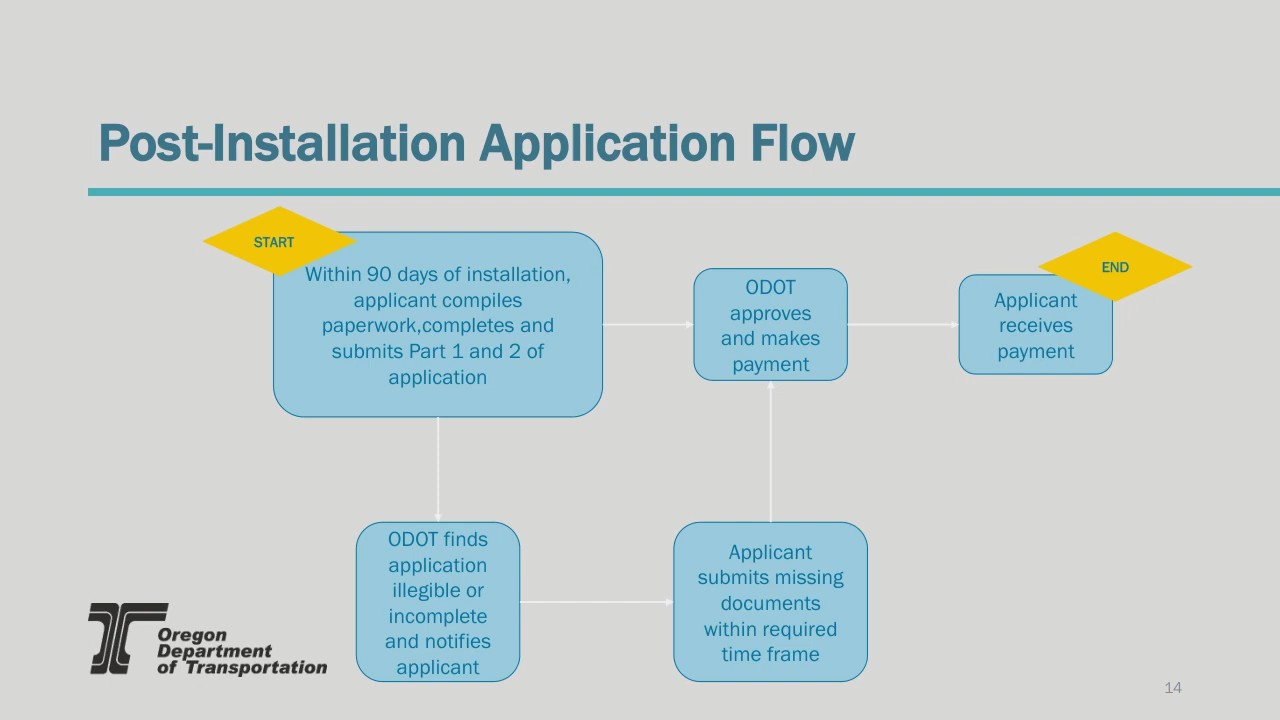 Post-Installation Application Flow
START
Within 90 days of installation,
applicant compiles
paperwork,completes and
submits Part 1 and 2 of
application
ODOT
approves
and makes
payment
END
Applicant
receives
payment
ODOT finds
application
illegible or
incomplete
and notifies
applicant
Applicant
submits missing
documents
within required
time frame
Oregon
Department
of Transportation
14